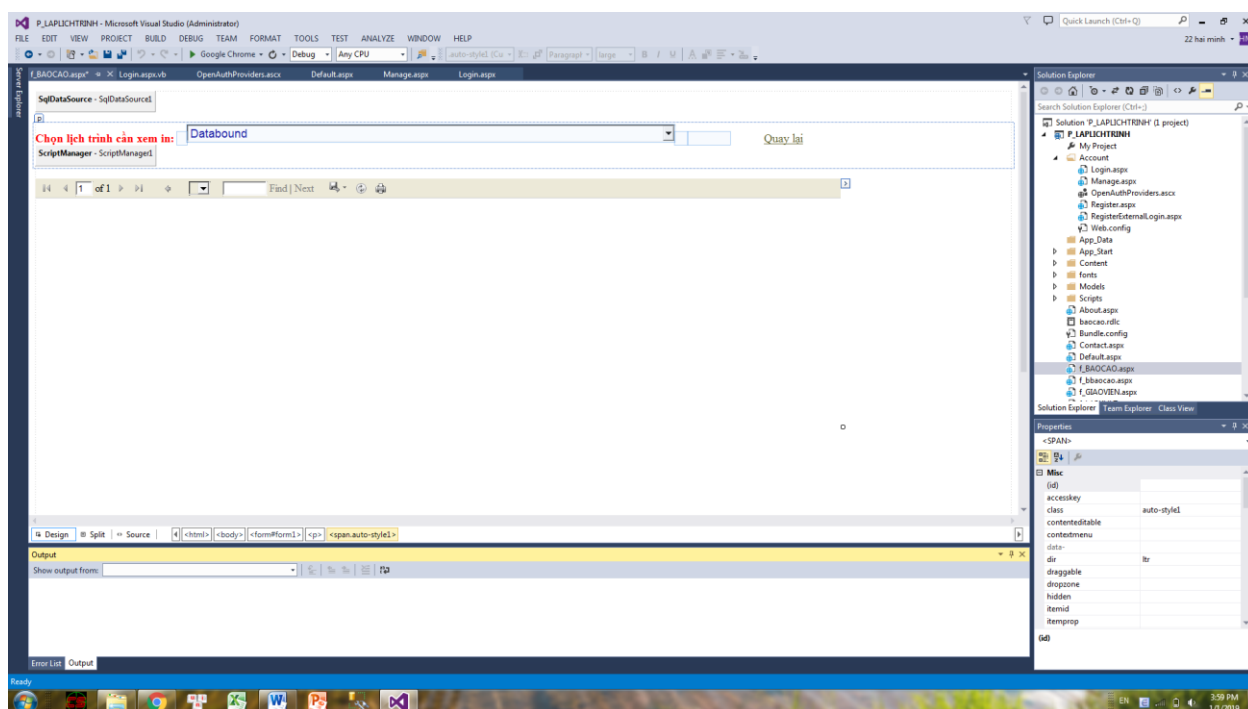 P_LAPLICHTRINH - Microsoft Visual Studio (Administrator)
Quick Launch (Ctrl+Q)
FILE EDIT VIEW PROJECT BUILD DEBUG TEAM FORMAT TOOLS TEST ANALYZE WINDOW HELP
22 hai minh
Google Chrome Debug Any CPU auto-style1 (Cu Paragraph large B I U A
Server Explorer
f_BAOCAO.aspx* Login.aspx.vb OpenAuthProviders.ascx Default.aspx Manage.aspx Login.aspx
SqlDataSource - SqlDataSource1
p
Chọn lịch trình cần xem in: Databound Quay lai
ScriptManager - ScriptManager1
1 of 1 Find | Next
Design Split Source <html> <body> <form#form1> <p> <span.auto-style1>
Output
Show output from:
Error List Output
Ready
Solution Explorer
Search Solution Explorer (Ctrl+;)
Solution 'P_LAPLICHTRINH' (1 project)
P_LAPLICHTRINH
My Project
Account
Login.aspx
Manage.aspx
OpenAuthProviders.ascx
Register.aspx
RegisterExternalLogin.aspx
Web.config
App_Data
App_Start
Content
fonts
Models
Scripts
About.aspx
baocao.rdlc
Bundle.config
Contact.aspx
Default.aspx
f_BAOCAO.aspx
f_bbaocao.aspx
f_GIAOVIEN.aspx
Solution Explorer Team Explorer Class View
Properties
<SPAN>
Misc
(id)
accesskey
class auto-style1
contenteditable
contextmenu
data-
dir ltr
draggable
dropzone
hidden
itemid
itemprop
(id)
EN 3:59 PM
1/1/2019